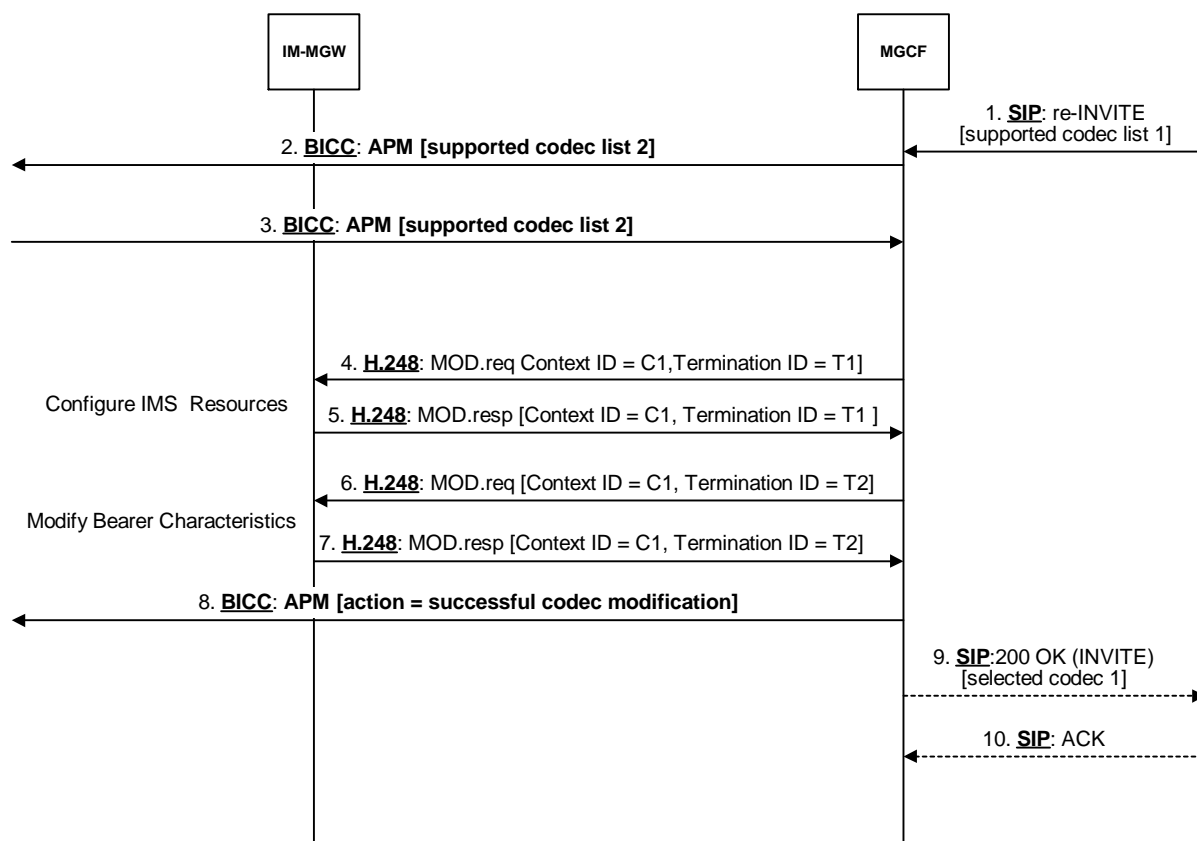 IM-MGW
MGCF
1. SIP: re-INVITE
[supported codec list 1]
2. BICC: APM [supported codec list 2]
3. BICC: APM [supported codec list 2]
4. H.248: MOD.req Context ID = C1,Termination ID = T1]
Configure IMS Resources
5. H.248: MOD.resp [Context ID = C1, Termination ID = T1 ]
6. H.248: MOD.req [Context ID = C1, Termination ID = T2]
Modify Bearer Characteristics
7. H.248: MOD.resp [Context ID = C1, Termination ID = T2]
8. BICC: APM [action = successful codec modification]
9. SIP:200 OK (INVITE)
[selected codec 1]
10. SIP: ACK